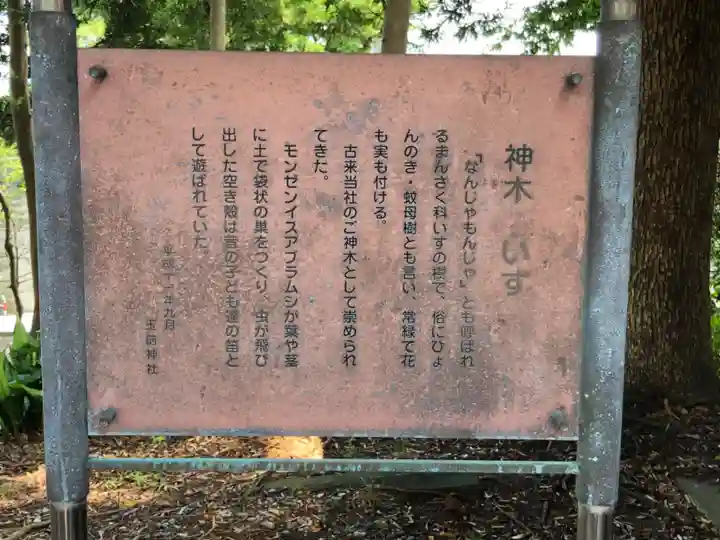 神木 いす
「なんじゃもんじゃ」とも呼ばれ
るまんさく科いすの樹で、俗にひょ
んのき・蚊母樹とも言い、常緑で花
も実も付ける。
古来当社のご神木として崇められ
てきた。
モンゼンイスアブラムシが葉や茎
に土で袋状の巣をつくり、虫が飛び
出した空き殻は昔の子ども達の笛と
して遊ばれていた。
平成十一年九月
玉前神社